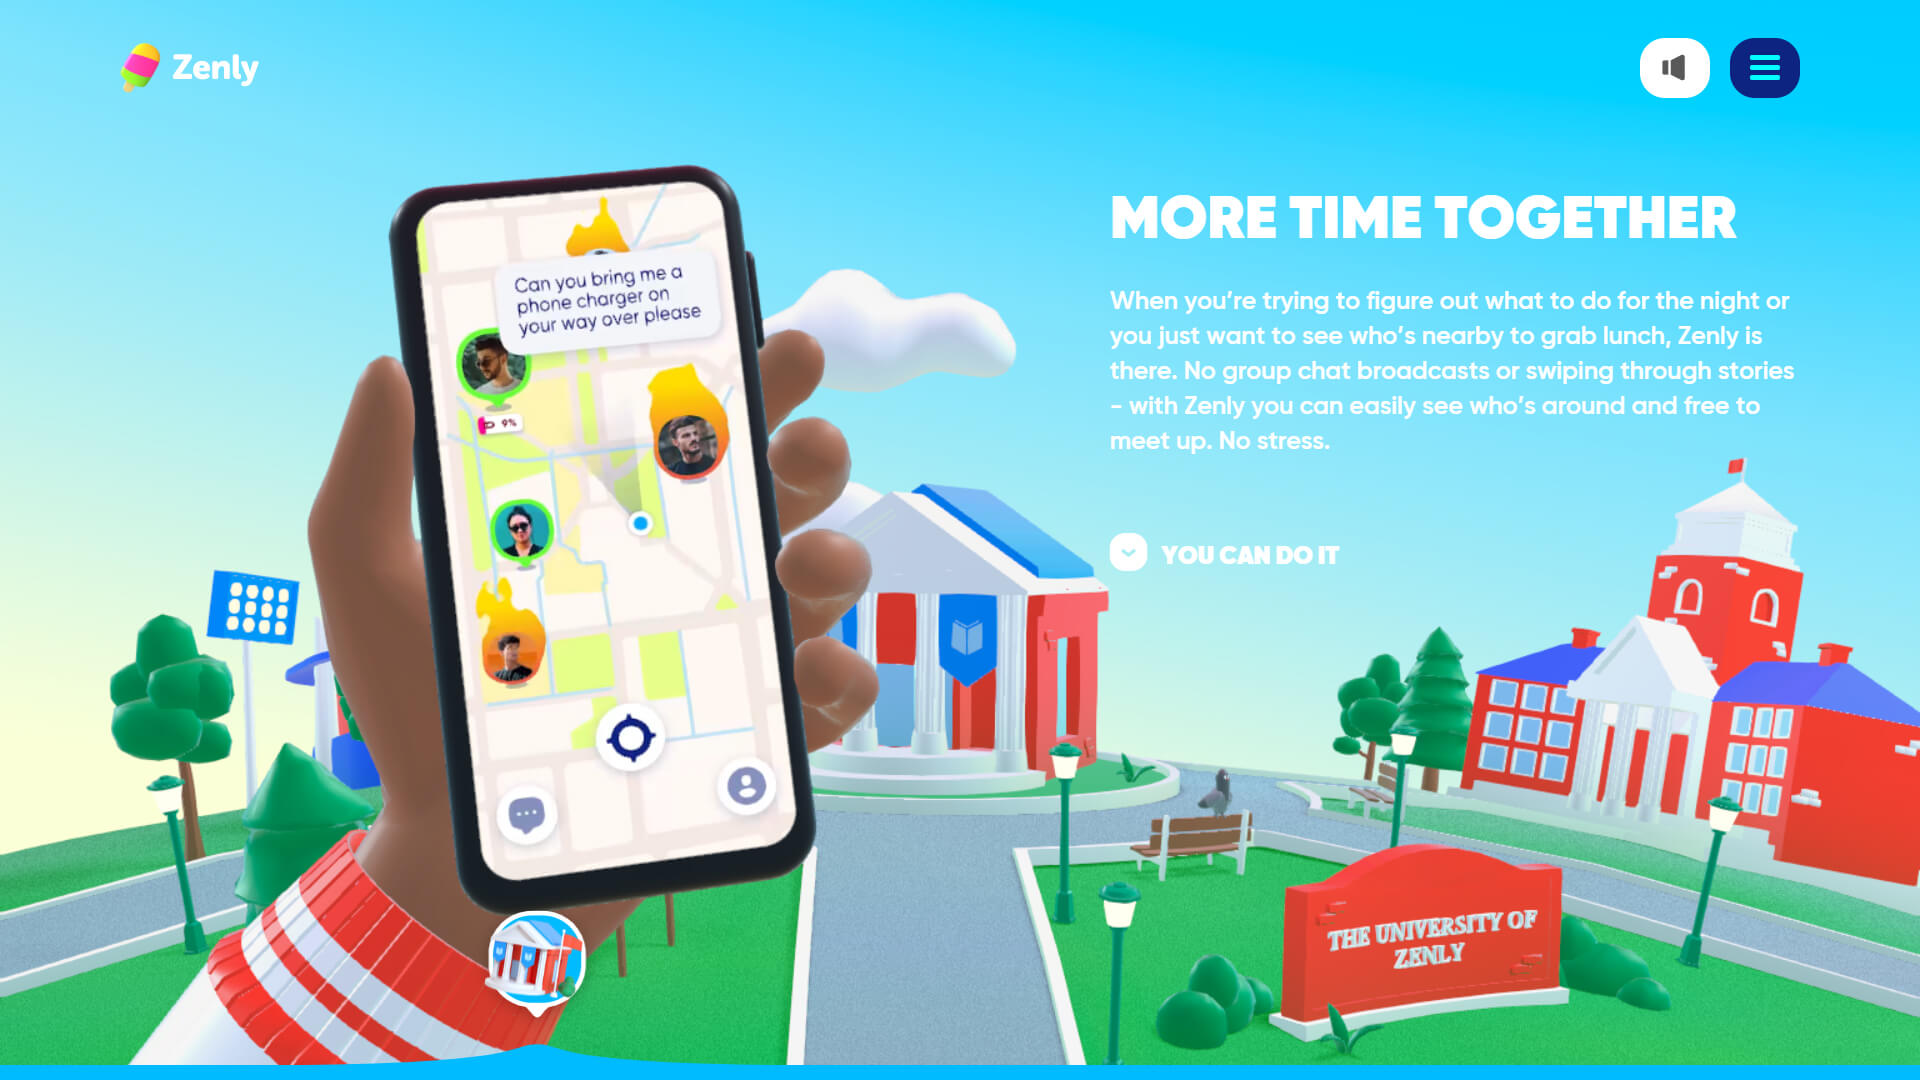 Zenly
MORE TIME TOGETHER
When you’re trying to figure out what to do for the night or
you just want to see who’s nearby to grab lunch, Zenly is
there. No group chat broadcasts or swiping through stories
- with Zenly you can easily see who’s around and free to
meet up. No stress.
YOU CAN DO IT
Can you bring me a
phone charger on
your way over please
9%
THE UNIVERSITY OF
ZENLY